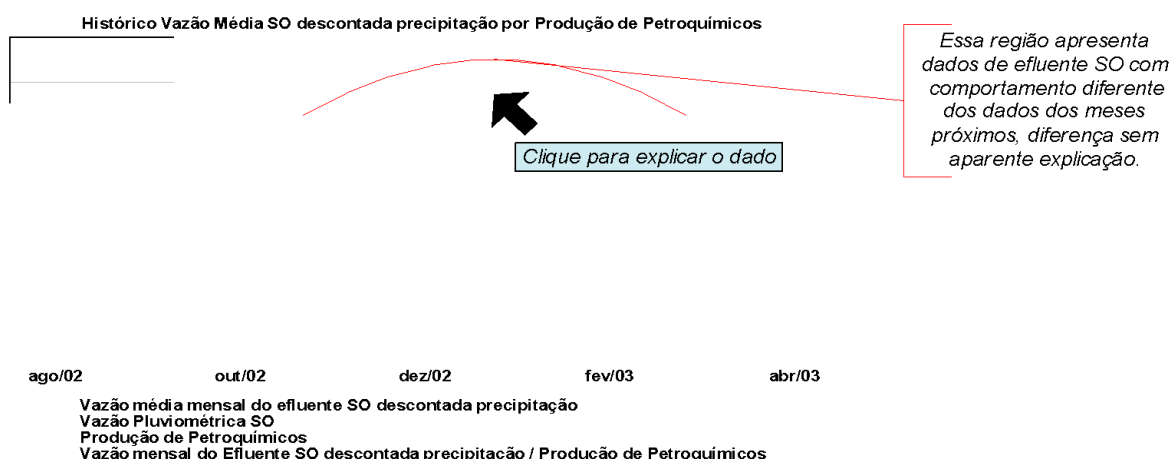 Histórico Vazão Média SO descontada precipitação por Produção de Petroquímicos
Essa região apresenta
dados de efluente SO com
comportamento diferente
dos dados dos meses
próximos, diferença sem
aparente explicação.
Clique para explicar o dado
ago/02 out/02 dez/02 fev/03 abr/03
Vazão média mensal do efluente SO descontada precipitação
Vazão Pluviométrica SO
Produção de Petroquímicos
Vazão mensal do Efluente SO descontada precipitação / Produção de Petroquímicos